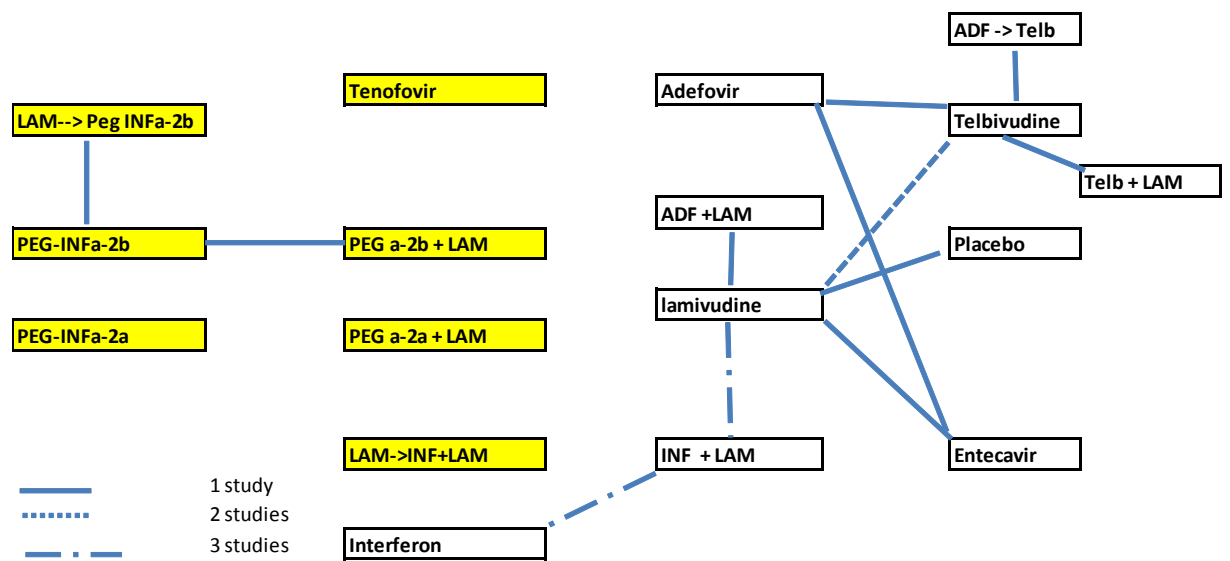 ADF -> Telb
Tenofovir
Adefovir
LAM--> Peg INFa-2b
Telbivudine
Telb + LAM
ADF +LAM
PEG-INFa-2b
PEG a-2b + LAM
Placebo
lamivudine
PEG-INFa-2a
PEG a-2a + LAM
LAM->INF+LAM
INF + LAM
Entecavir
1 study
2 studies
3 studies
Interferon